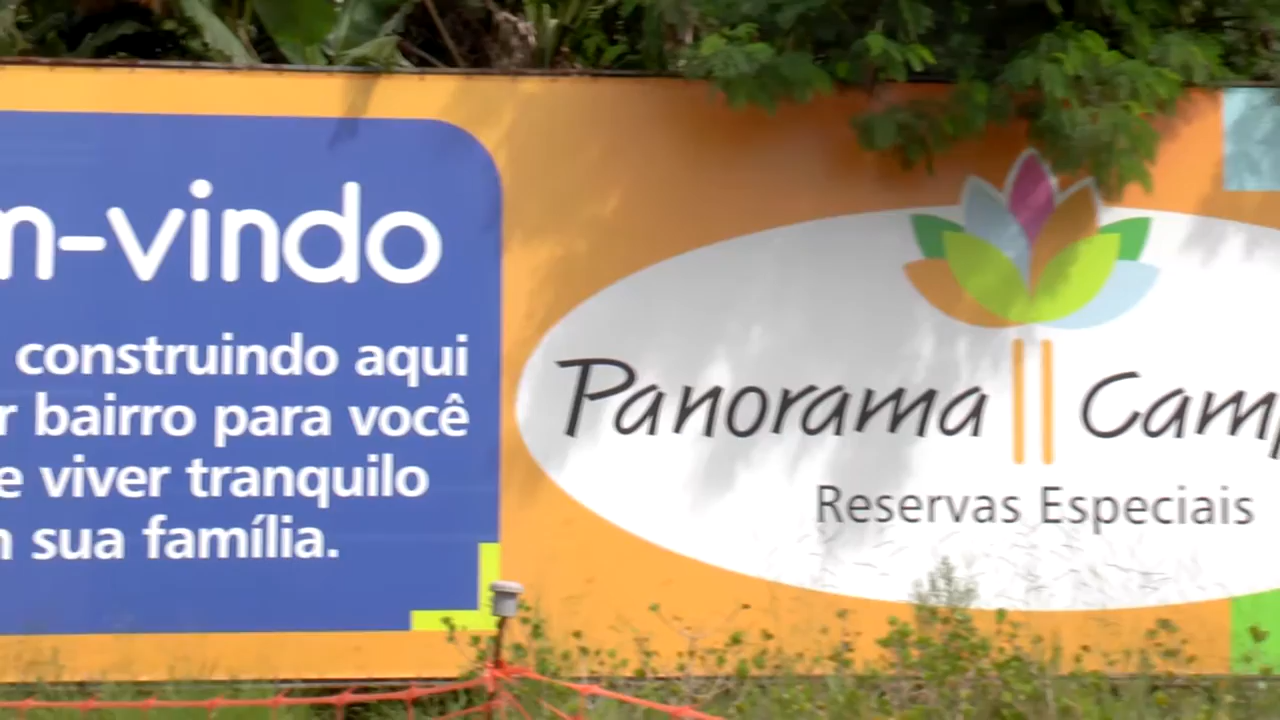 m-vindo
construindo aqui
r bairro para você
e viver tranquilo
sua família.
Panorama Camp
Reservas Especiais